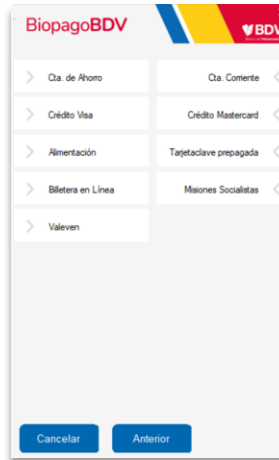 BiopagoBDV
BDV
Cta. de Ahorro
Cta. Corriente
Crédito Visa
Crédito Mastercard
Alimentación
Tarjetaclave prepagada
Billetera en Línea
Misiones Socialistas
Valeven
Cancelar
Anterior